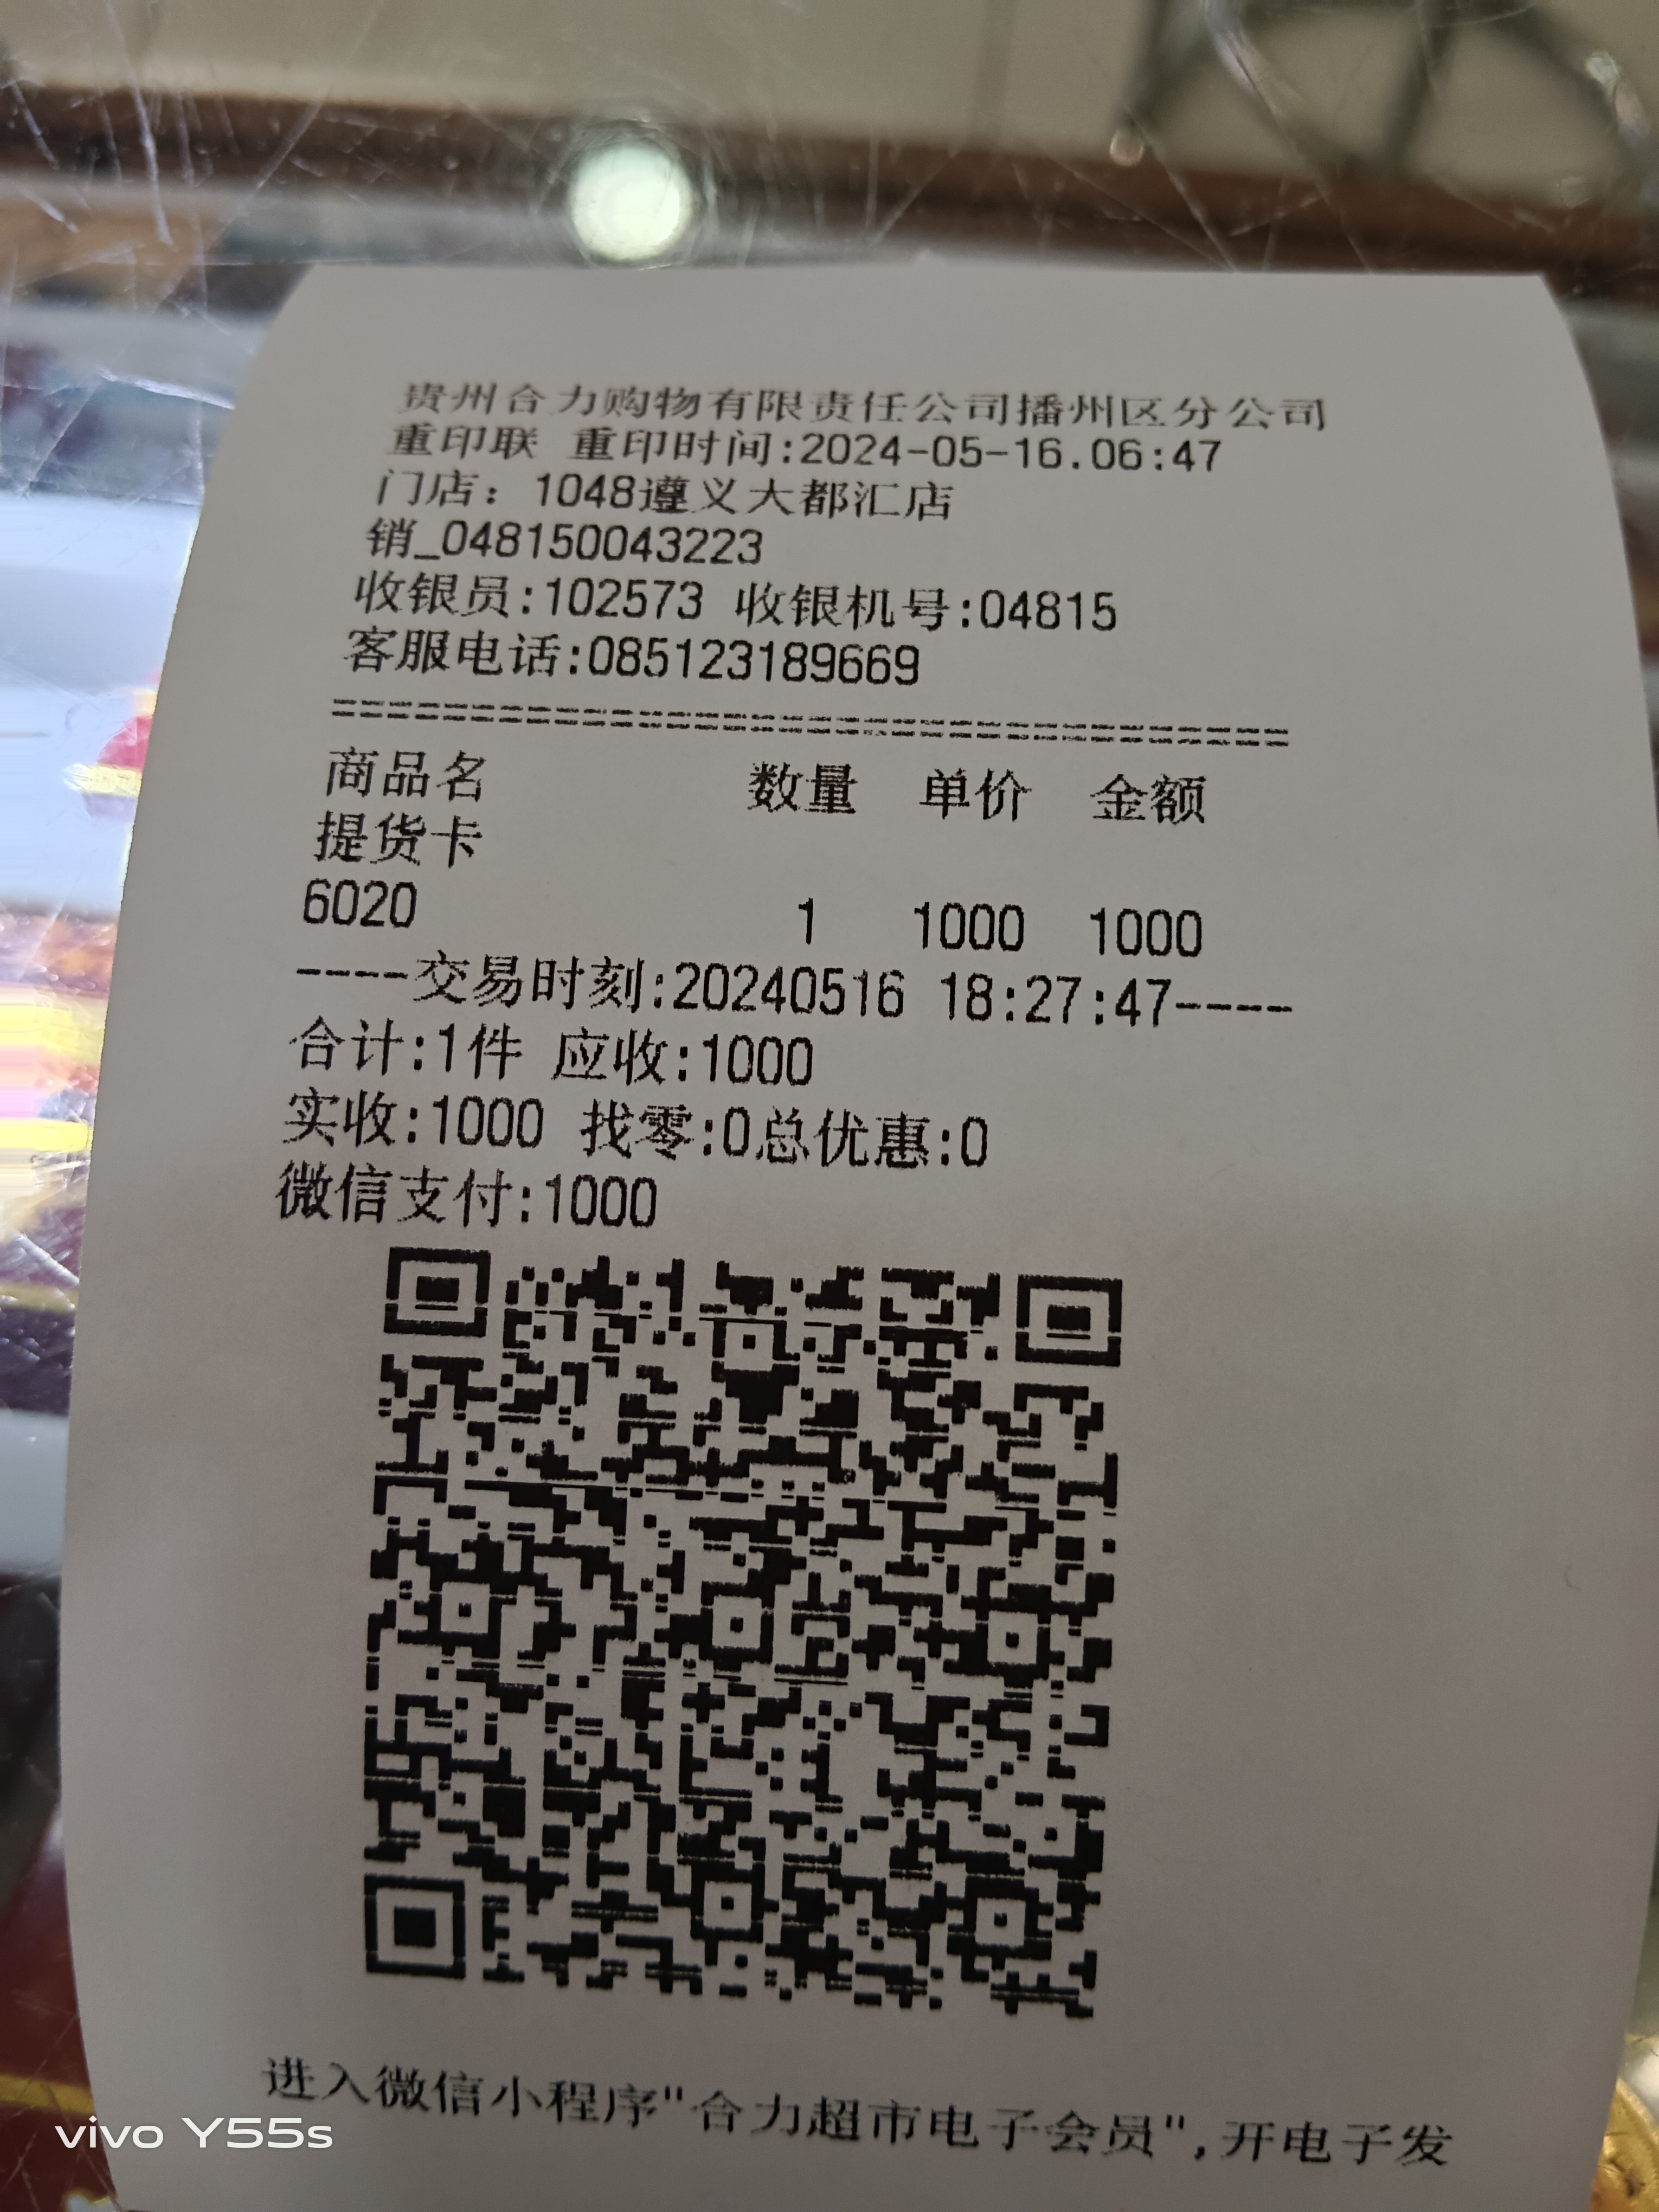 贵州合力购物有限责任公司播州区分公司
重印联 重印时间:2024-05-16.06:47
门店：1048遵义大都汇店
销_048150043223
收银员:102573 收银机号:04815
客服电话:085123189669
===================================
商品名 数量 单价 金额
提货卡
6020 1 1000 1000
----交易时刻:20240516 18:27:47----
合计:1件 应收:1000
实收:1000 找零:0总优惠:0
微信支付:1000
进入微信小程序"合力超市电子会员",开电子发
vivo Y55s